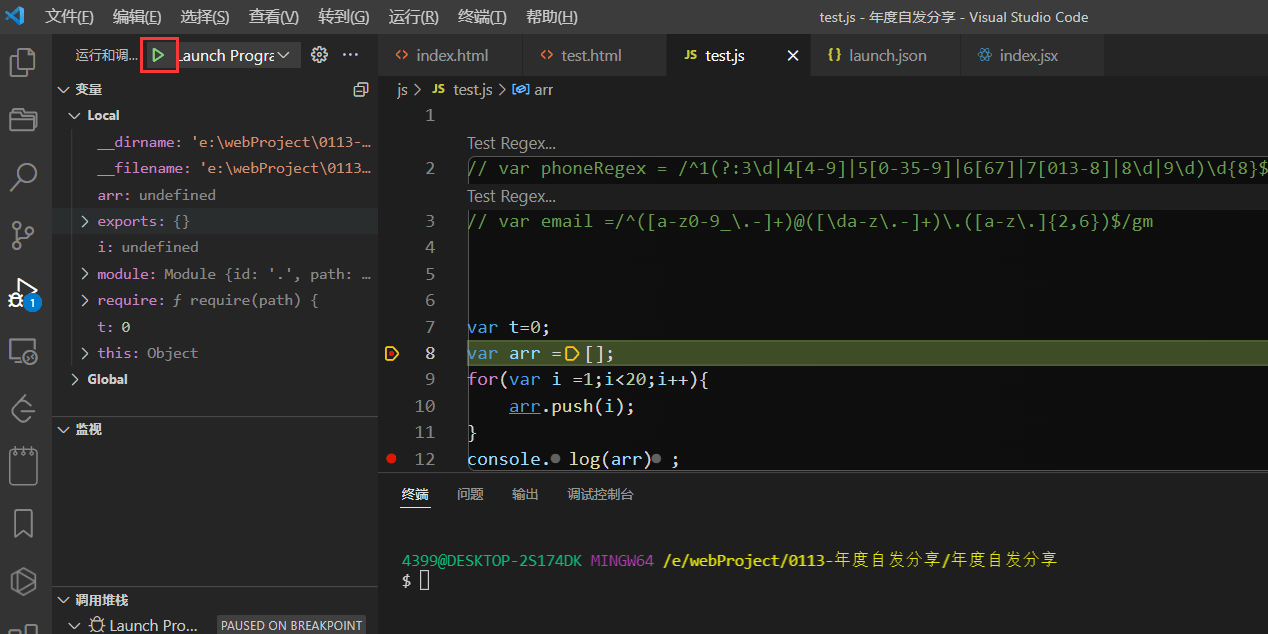 文件(F) 编辑(E) 选择(S) 查看(V) 转到(G) 运行(R) 终端(T) 帮助(H) test.js - 年度自发分享 - Visual Studio Code
运行和调... Launch Progra
index.html test.html JS test.js launch.json index.jsx
变量
js > JS test.js > arr
Local
__dirname: 'e:\webProject\0113-...
__filename: 'e:\webProject\0113...
arr: undefined
exports: {}
i: undefined
module: Module {id: '.', path: ...
require: ƒ require(path) {
t: 0
this: Object
Global
监视
调用堆栈
Launch Pro... PAUSED ON BREAKPOINT
1
1
Test Regex...
2 // var phoneRegex = /^1(?:3\d|4[4-9]|5[0-35-9]|6[67]|7[013-8]|8\d|9\d)\d{8}$
Test Regex...
3 // var email =/^([a-z0-9_\.-]+)@([\da-z\.-]+)\.([a-z\.]{2,6})$/gm
4
5
6
7 var t=0;
8 var arr =[];
9 for(var i =1;i<20;i++){
10 arr.push(i);
11 }
12 console. log(arr) ;
终端 问题 输出 调试控制台
4399@DESKTOP-2S174DK MINGW64 /e/webProject/0113-年度自发分享/年度自发分享
$